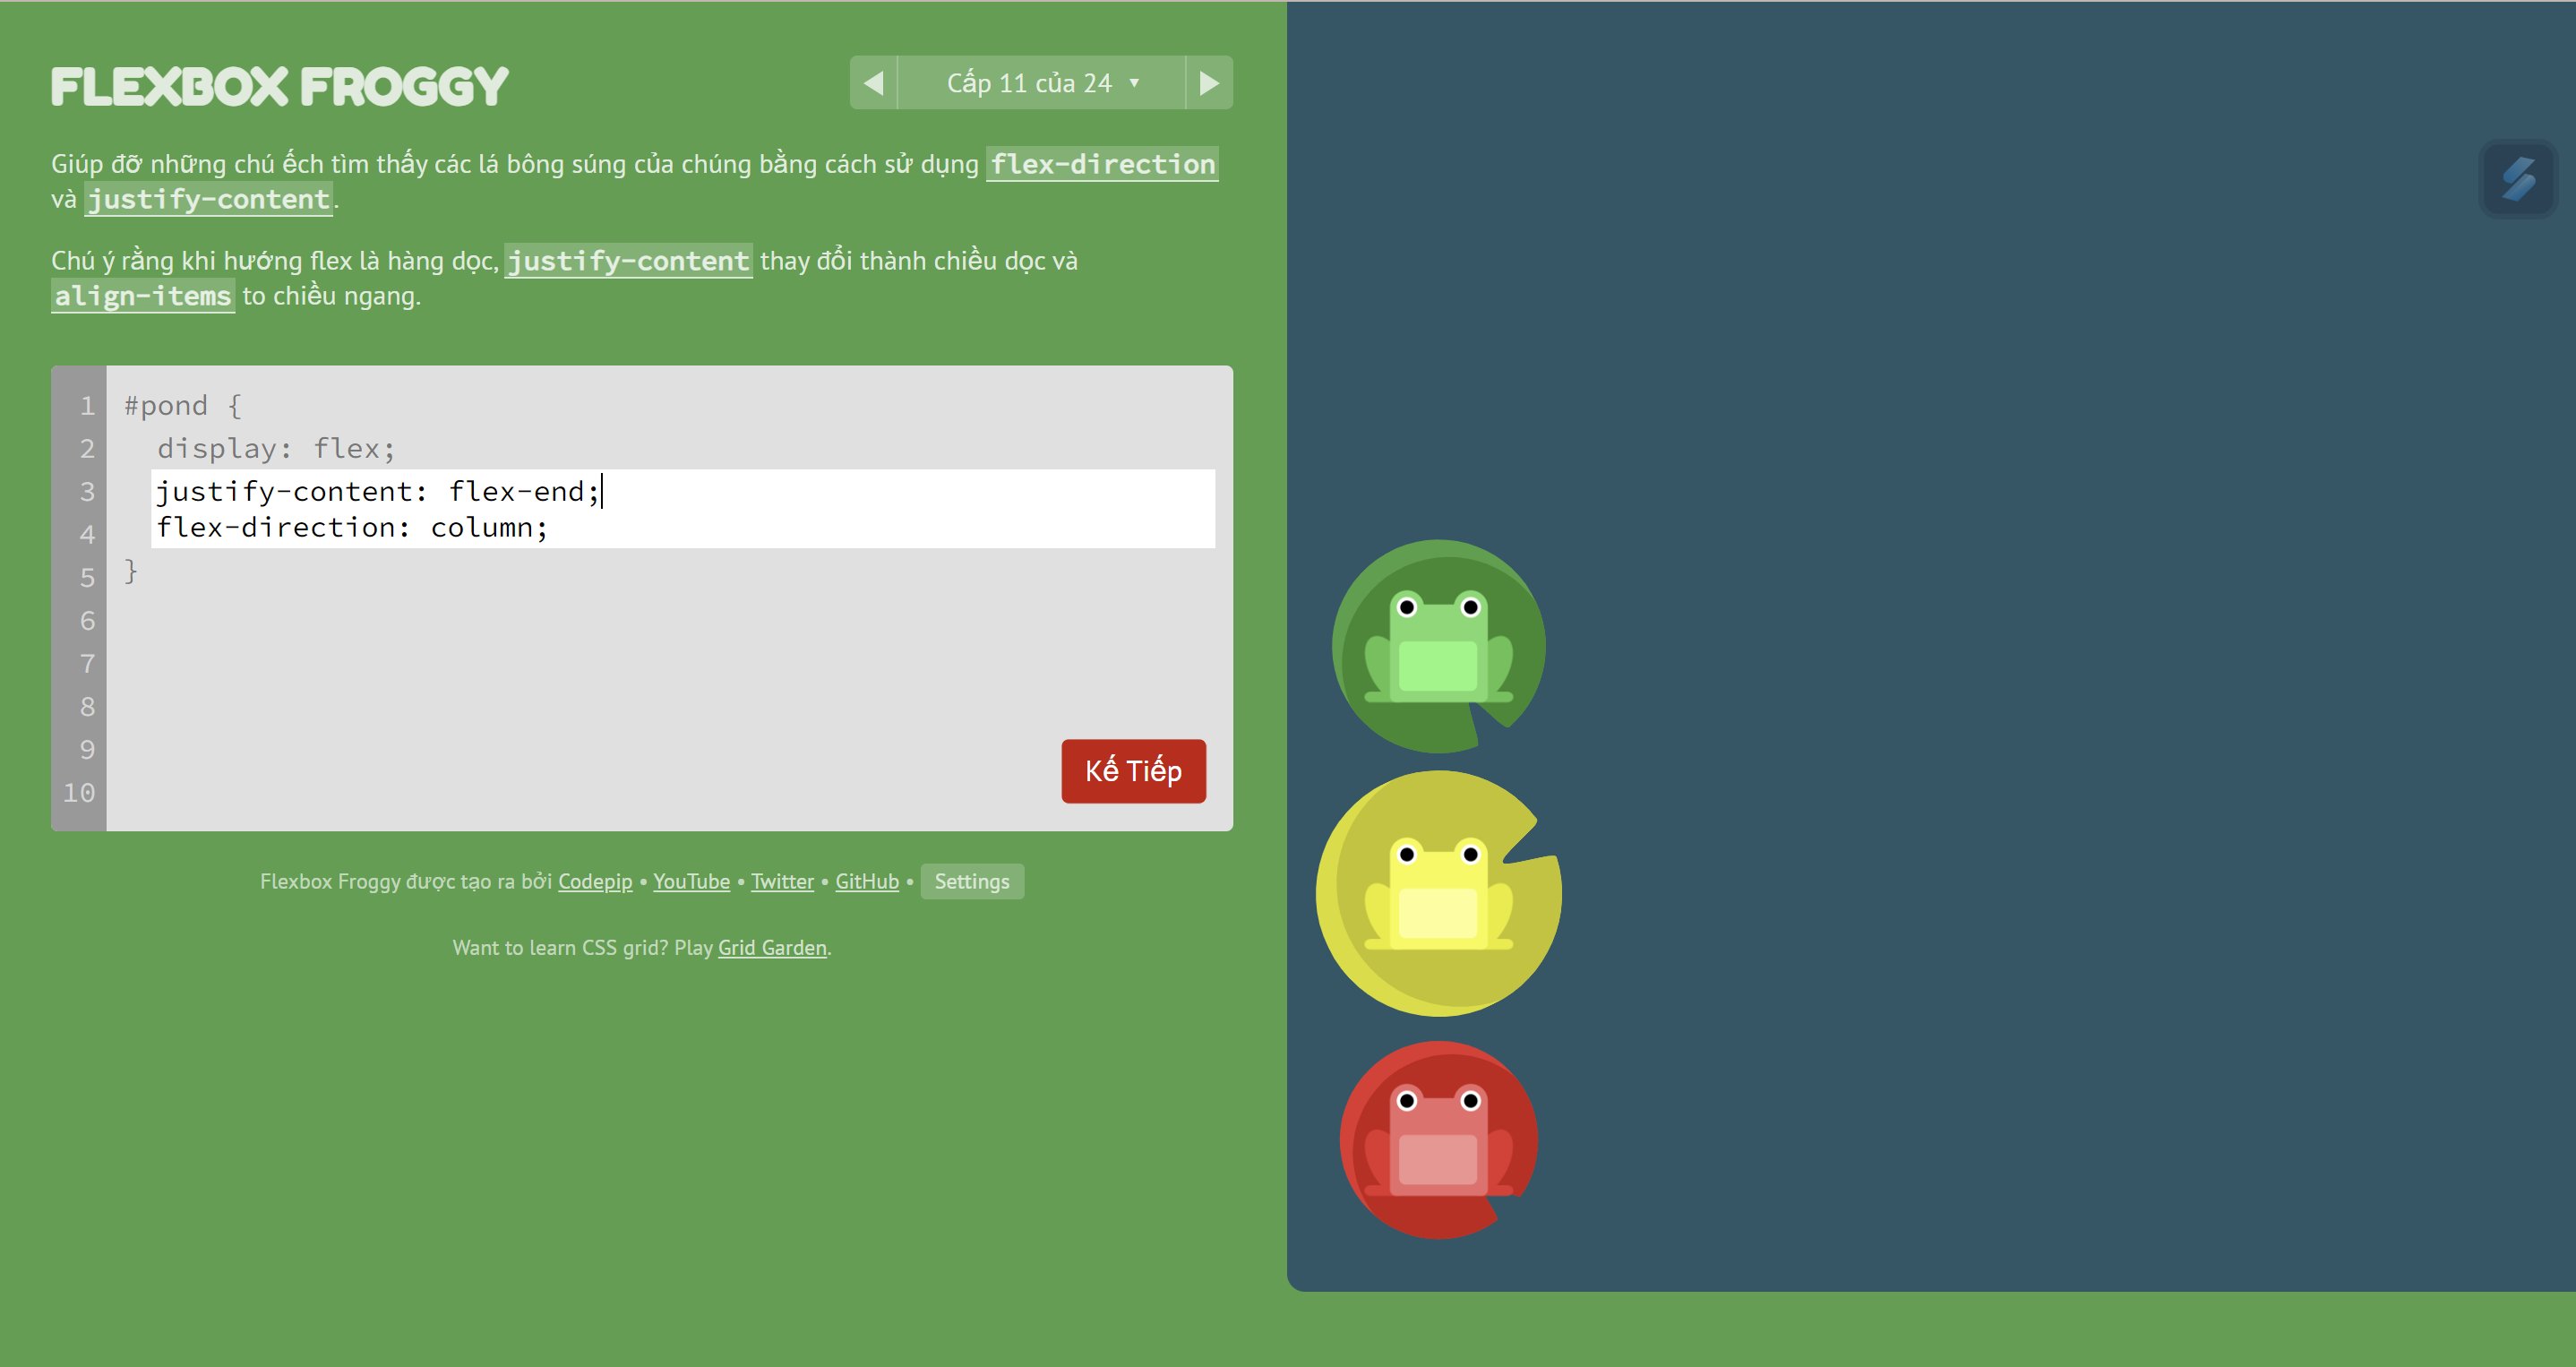 FLEXBOX FROGGY
Cấp 11 của 24 ▼
Giúp đỡ những chú ếch tìm thấy các lá bông súng của chúng bằng cách sử dụng flex-direction
và justify-content.
Chú ý rằng khi hướng flex là hàng dọc, justify-content thay đổi thành chiều dọc và
align-items to chiều ngang.
1 #pond {
2 display: flex;
3 justify-content: flex-end;
4 flex-direction: column;
5 }
6
7
8
9
10
Kế Tiếp
Flexbox Froggy được tạo ra bởi Codepip • YouTube • Twitter • GitHub • Settings
Want to learn CSS grid? Play Grid Garden.